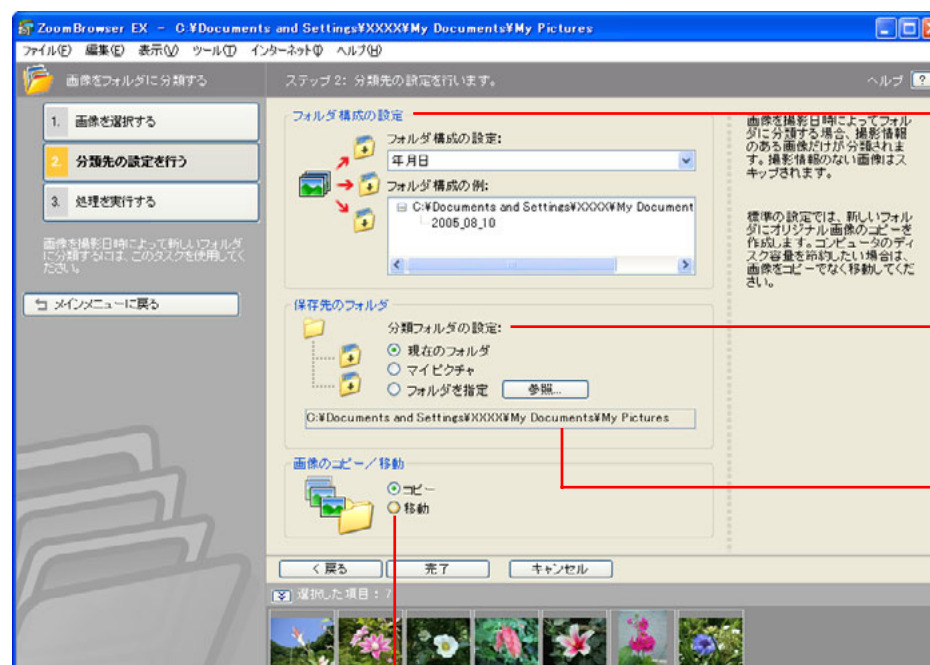 ZoomBrowser EX - C:¥Documents and Settings¥XXXX¥My Documents¥My Pictures
ファイル(F) 編集(E) 表示(V) ツール(T) インターネット(I) ヘルプ(H)
画像をフォルダに分類する
ステップ 2: 分類先の設定を行います。
ヘルプ ?
1. 画像を選択する
2. 分類先の設定を行う
3. 処理を実行する
画像を撮影日時によって新しいフォルダ
に分類するには、このタスクを使用してく
ださい。
メインメニューに戻る
フォルダ構成の設定
フォルダ構成の設定:
年月日
フォルダ構成の例:
C:¥Documents and Settings¥XXXX¥My Document
2005_08_10
保存先のフォルダ
分類フォルダの設定:
現在のフォルダ
マイピクチャ
フォルダを指定
参照...
C:¥Documents and Settings¥XXXX¥My Documents¥My Pictures
画像のコピー/移動
コピー
移動
画像を撮影日時によってフォル
ダに分類する場合、撮影情報
のある画像だけが分類されま
す。撮影情報のない画像はス
キップされます。
標準の設定では、新しいフォル
ダにオリジナル画像のコピーを
作成します。コンピュータのディ
スク容量を節約したい場合は、
画像をコピーでなく移動してくだ
さい。
< 戻る
完了
キャンセル
選択した項目 : 7